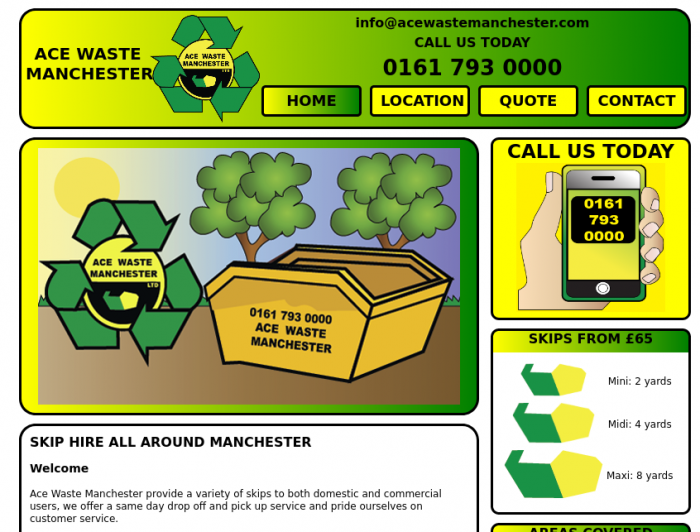 ACE WASTE
MANCHESTER
ACE WASTE
MANCHESTER
LTD
info@acewastemanchester.com
CALL US TODAY
0161 793 0000
HOME
LOCATION
QUOTE
CONTACT
ACE WASTE
MANCHESTER
LTD
0161 793 0000
ACE WASTE
MANCHESTER
CALL US TODAY
0161
793
0000
SKIPS FROM £65
Mini: 2 yards
Midi: 4 yards
Maxi: 8 yards
SKIP HIRE ALL AROUND MANCHESTER
Welcome
Ace Waste Manchester provide a variety of skips to both domestic and commercial
users, we offer a same day drop off and pick up service and pride ourselves on
customer service.
AREAS COVERED